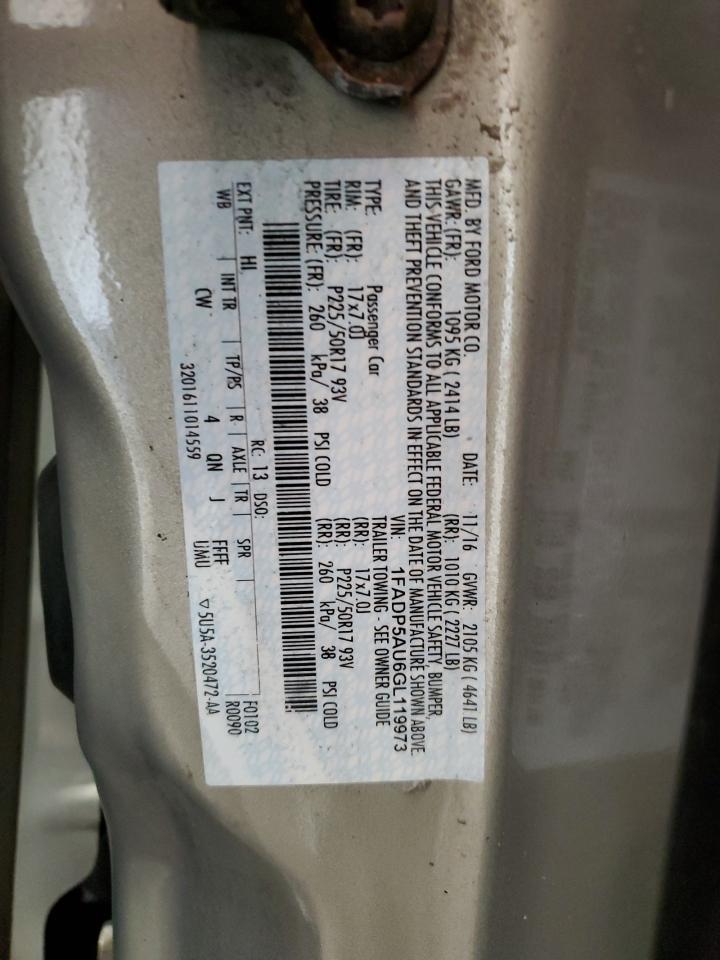 MFD. BY FORD MOTOR CO. DATE: 11/16 GVWR: 2105 KG ( 4641 LB)
GAWR: (FR): 1095 KG ( 2414 LB) (RR): 1010 KG ( 2227 LB)
THIS VEHICLE CONFORMS TO ALL APPLICABLE FEDERAL MOTOR VEHICLE SAFETY, BUMPER,
AND THEFT PREVENTION STANDARDS IN EFFECT ON THE DATE OF MANUFACTURE SHOWN ABOVE.
VIN: 1FADP5AU6GL119973
TYPE: Passenger Car TRAILER TOWING - SEE OWNER GUIDE
RIM: (FR): 17x7.0J (RR): 17x7.0J
TIRE: (FR): P225/50R17 93V (RR): P225/50R17 93V
PRESSURE: (FR): 260 kPa/ 38 PSI COLD (RR): 260 kPa/ 38 PSI COLD
RC: 13 DSO: F0102
EXT PNT: HI INT TR TP/PS R AXLE TR SPR R0090
WB CW 4 QN J FFFF UMU
3201611014559 ▽ 5U5A-3520472-AA